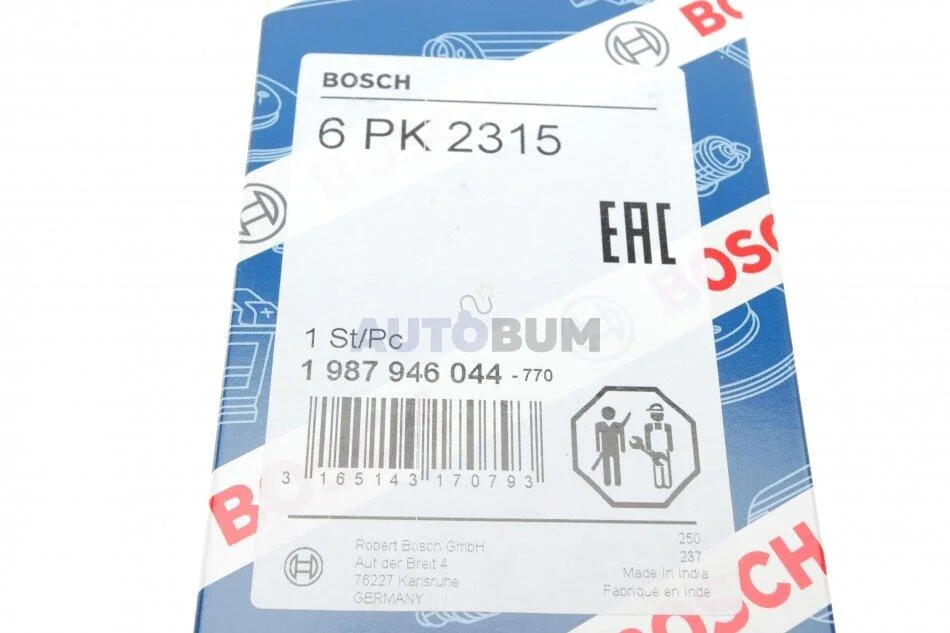 BOSCH
6 PK 2315
EAC
AUTOBUM
1 St/Pc
1 987 946 044 - 770
3 165143 170793
Robert Bosch GmbH
Auf der Breit 4
76227 Karlsruhe
GERMANY
250
237
Made in India
Fabriqué en Inde
BOSCH
BOSCH
BOSCH